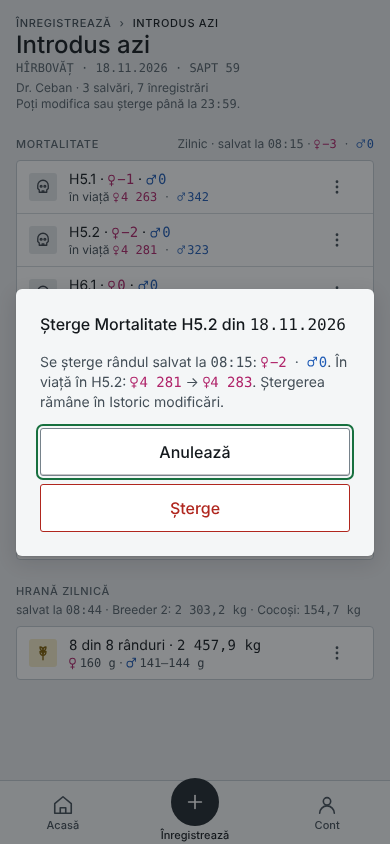 ÎNREGISTREAZĂ › INTRODUS AZI
Introdus azi
HÎRBOVĂȚ · 18.11.2026 · SAPT 59
Dr. Ceban · 3 salvări, 7 înregistrări
Poți modifica sau șterge până la 23:59.
MORTALITATE Zilnic · salvat la 08:15 · ♀−3 · ♂0
H5.1 · ♀−1 · ♂0
în viață ♀4 263 · ♂342
H5.2 · ♀−2 · ♂0
în viață ♀4 281 · ♂323
H6.1 · ♀0 · ♂0
Șterge Mortalitate H5.2 din 18.11.2026
Se șterge rândul salvat la 08:15: ♀−2 · ♂0. În
viață în H5.2: ♀4 281 → ♀4 283. Ștergerea
rămâne în Istoric modificări.
Anulează
Șterge
HRANĂ ZILNICĂ
salvat la 08:44 · Breeder 2: 2 303,2 kg · Cocoși: 154,7 kg
8 din 8 rânduri · 2 457,9 kg
♀160 g · ♂141–144 g
Acasă
Înregistrează
Cont